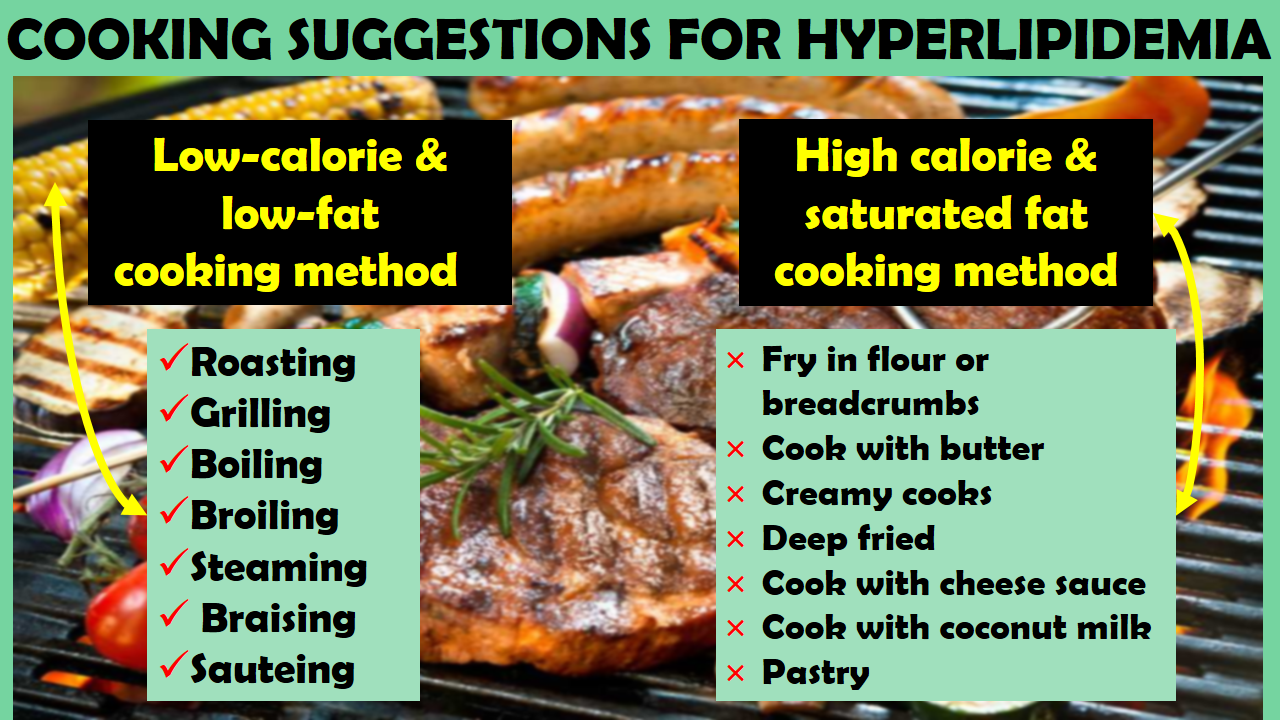 COOKING SUGGESTIONS FOR HYPERLIPIDEMIA
Low-calorie &
low-fat
cooking method
✓Roasting
✓Grilling
✓Boiling
✓Broiling
✓Steaming
✓ Braising
✓Sauteing
High calorie &
saturated fat
cooking method
× Fry in flour or
breadcrumbs
× Cook with butter
× Creamy cooks
× Deep fried
× Cook with cheese sauce
× Cook with coconut milk
× Pastry